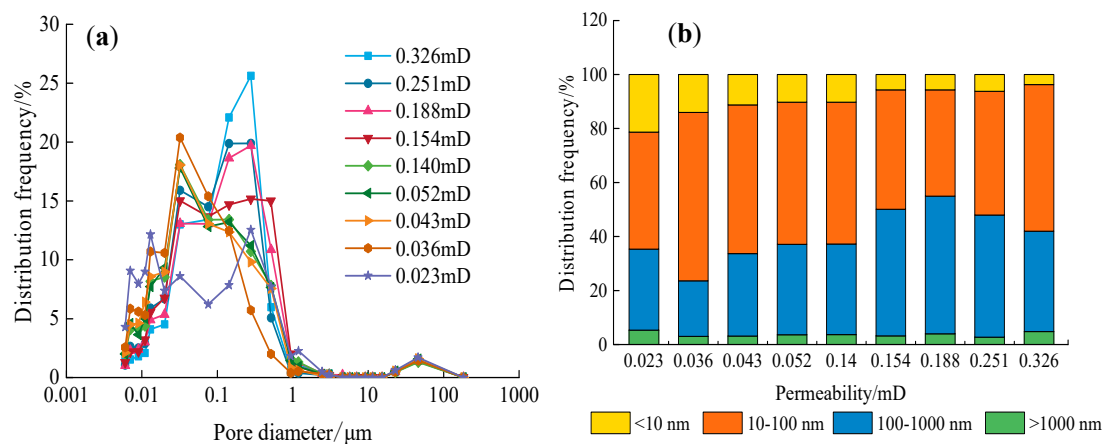 (a)
30
25
20
15
10
5
0
Distribution frequency/%
0.326mD
0.251mD
0.188mD
0.154mD
0.140mD
0.052mD
0.043mD
0.036mD
0.023mD
0.001 0.01 0.1 1 10 100 1000
Pore diameter/μm
(b)
120
100
80
60
40
20
0
Distribution frequency/%
0.023 0.036 0.043 0.052 0.14 0.154 0.188 0.251 0.326
Permeability/mD
<10 nm 10-100 nm 100-1000 nm >1000 nm